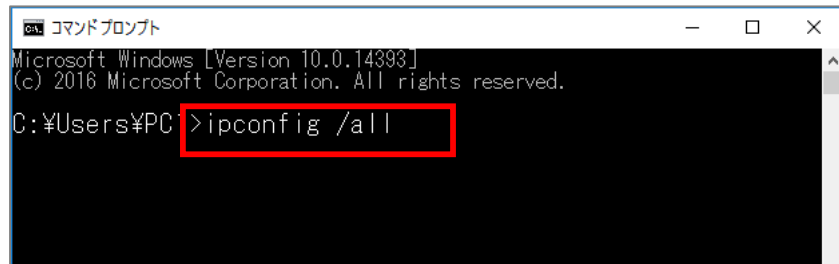 コマンドプロンプト
Microsoft Windows [Version 10.0.14393]
(c) 2016 Microsoft Corporation. All rights reserved.
C:¥Users¥PC>ipconfig /all